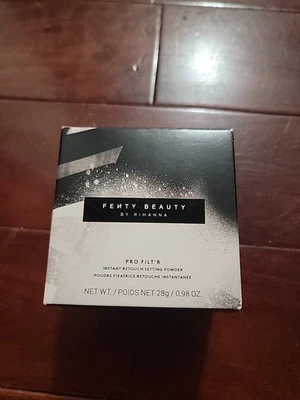 FEИTY BEAUTY
BY RIHANNA
PRO FILT'R
INSTANT RETOUCH SETTING POWDER
POUDRE FIXATRICE RETOUCHE INSTANTANÉE
NET WT. / POIDS NET 28g / 0.98 OZ.